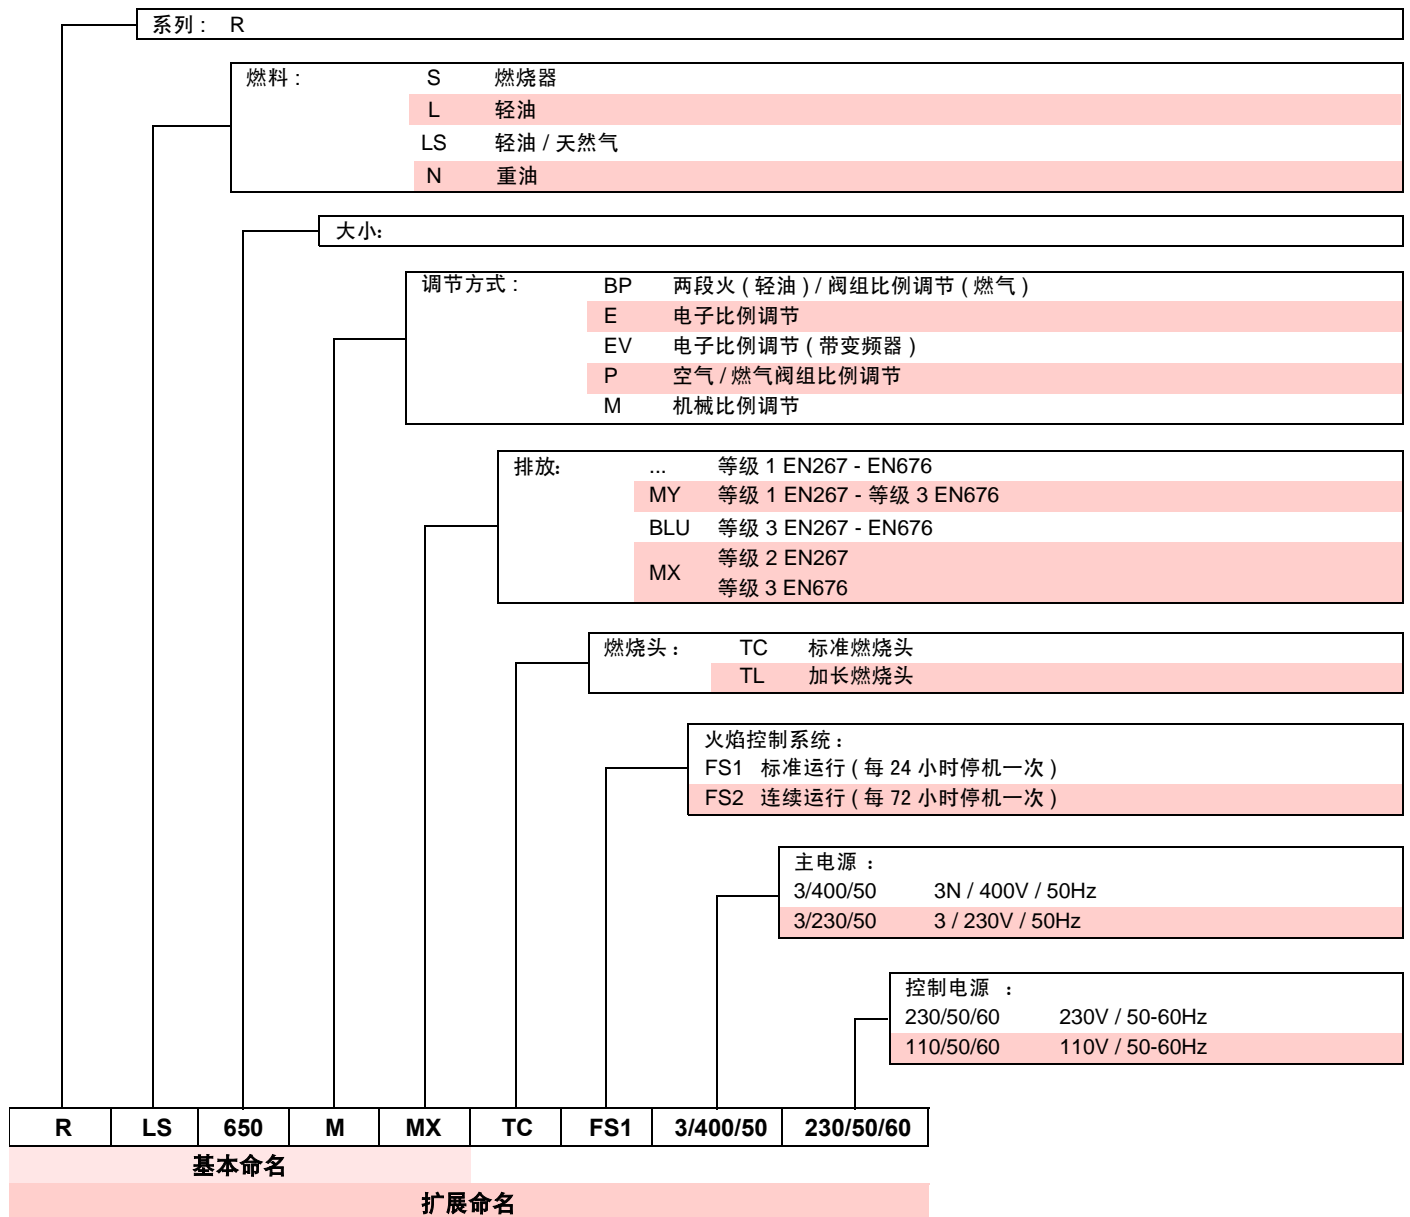 系列 : R
燃料 : S 燃烧器
L 轻油
LS 轻油 / 天然气
N 重油
大小:
调节方式 : BP 两段火 ( 轻油 ) / 阀组比例调节 ( 燃气 )
E 电子比例调节
EV 电子比例调节 ( 带变频器 )
P 空气 / 燃气阀组比例调节
M 机械比例调节
排放: ... 等级 1 EN267 - EN676
MY 等级 1 EN267 - 等级 3 EN676
BLU 等级 3 EN267 - EN676
MX 等级 2 EN267
等级 3 EN676
燃烧头 : TC 标准燃烧头
TL 加长燃烧头
火焰控制系统 :
FS1 标准运行 ( 每 24 小时停机一次 )
FS2 连续运行 ( 每 72 小时停机一次 )
主电源 :
3/400/50 3N / 400V / 50Hz
3/230/50 3 / 230V / 50Hz
控制电源 :
230/50/60 230V / 50-60Hz
110/50/60 110V / 50-60Hz
R LS 650 M MX TC FS1 3/400/50 230/50/60
基本命名
扩展命名